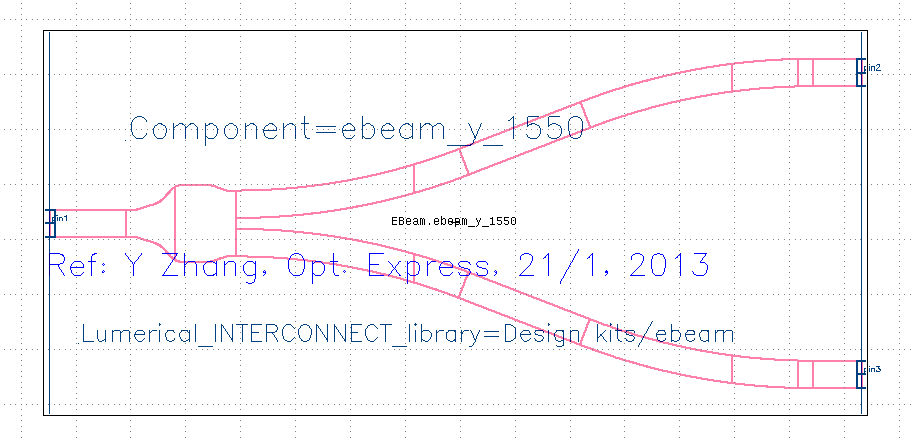 pin2
Component=ebeam_y_1550
pin1
EBeam.ebeam_y_1550
Ref: Y Zhang, Opt. Express, 21/1, 2013
Lumerical_INTERCONNECT_library=Design kits/ebeam
pin3